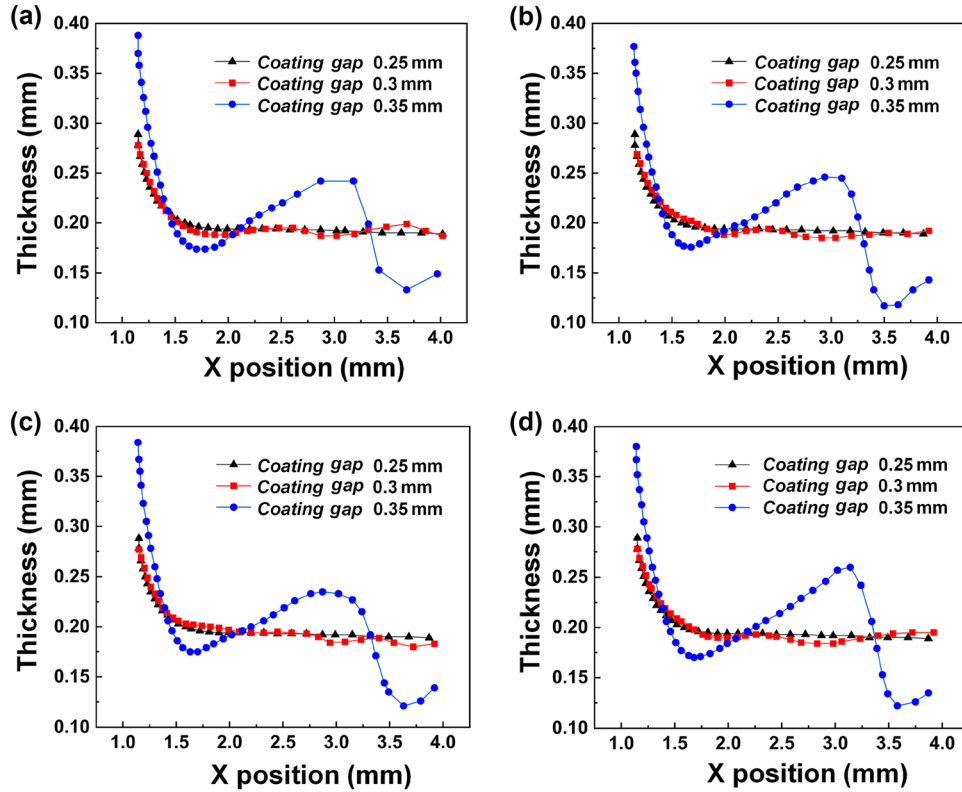 (a)
0.40
0.35
0.30
0.25
0.20
0.15
0.10
Thickness (mm)
Coating gap 0.25 mm
Coating gap 0.3 mm
Coating gap 0.35 mm
1.0 1.5 2.0 2.5 3.0 3.5 4.0
X position (mm)
(b)
0.40
0.35
0.30
0.25
0.20
0.15
0.10
Thickness (mm)
Coating gap 0.25 mm
Coating gap 0.3 mm
Coating gap 0.35 mm
1.0 1.5 2.0 2.5 3.0 3.5 4.0
X position (mm)
(c)
0.40
0.35
0.30
0.25
0.20
0.15
0.10
Thickness (mm)
Coating gap 0.25 mm
Coating gap 0.3 mm
Coating gap 0.35 mm
1.0 1.5 2.0 2.5 3.0 3.5 4.0
X position (mm)
(d)
0.40
0.35
0.30
0.25
0.20
0.15
0.10
Thickness (mm)
Coating gap 0.25 mm
Coating gap 0.3 mm
Coating gap 0.35 mm
1.0 1.5 2.0 2.5 3.0 3.5 4.0
X position (mm)